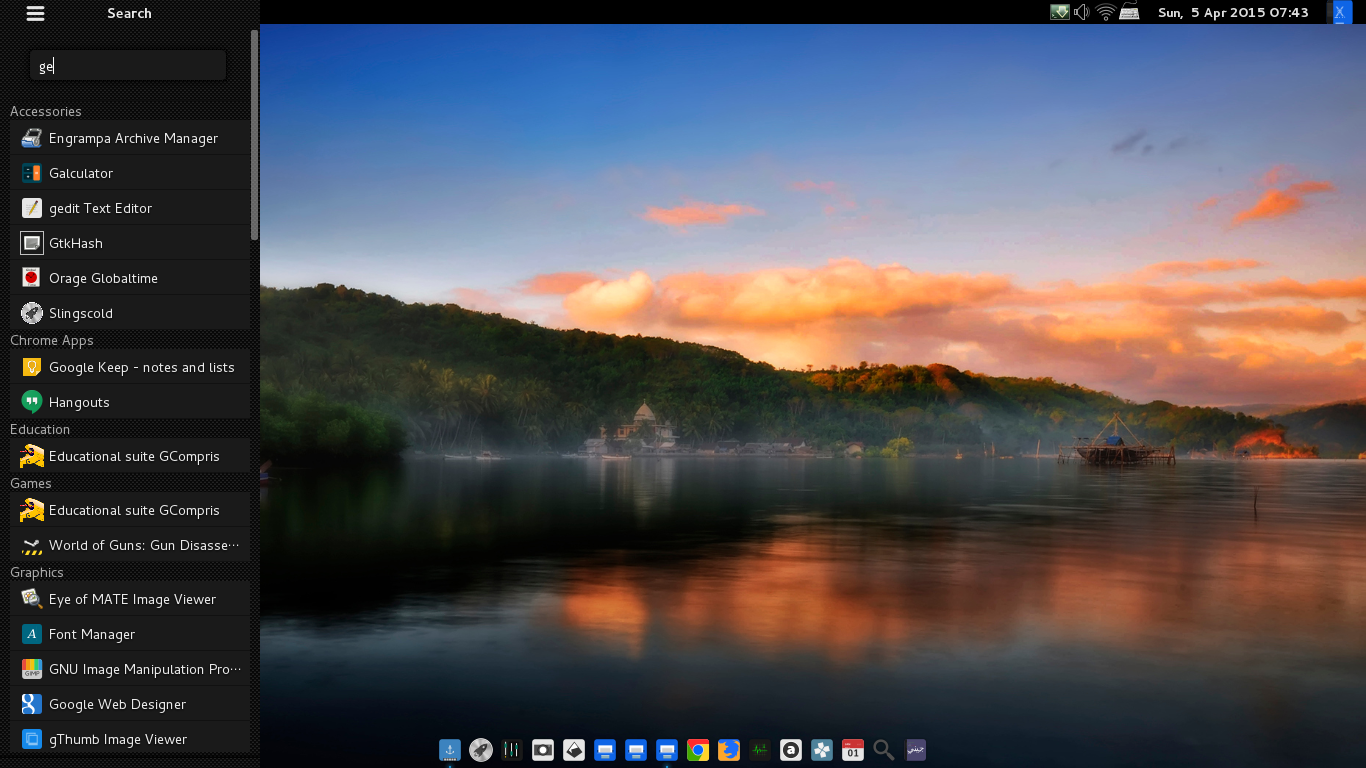 Search
Sun, 5 Apr 2015 07:43
X
ge
Accessories
Engrampa Archive Manager
Galculator
gedit Text Editor
GtkHash
Orage Globaltime
Slingscold
Chrome Apps
Google Keep - notes and lists
Hangouts
Education
Educational suite GCompris
Games
Educational suite GCompris
World of Guns: Gun Disasse···
Graphics
Eye of MATE Image Viewer
A
Font Manager
GIMP
GNU Image Manipulation Pro···
Google Web Designer
gThumb Image Viewer
a
01
جيني